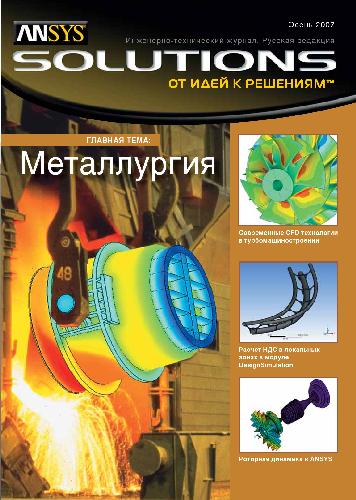 ANSYS
Осень 2007
Инженерно-технический журнал. Русская редакция
SOLUTIONS
ОТ ИДЕЙ К РЕШЕНИЯМ™
ГЛАВНАЯ ТЕМА:
Металлургия
48
Современные CFD технологии
в турбомашиностроении
Расчет НДС в локальных
зонах в модуле
DesignSimulation
Роторная динамика в ANSYS